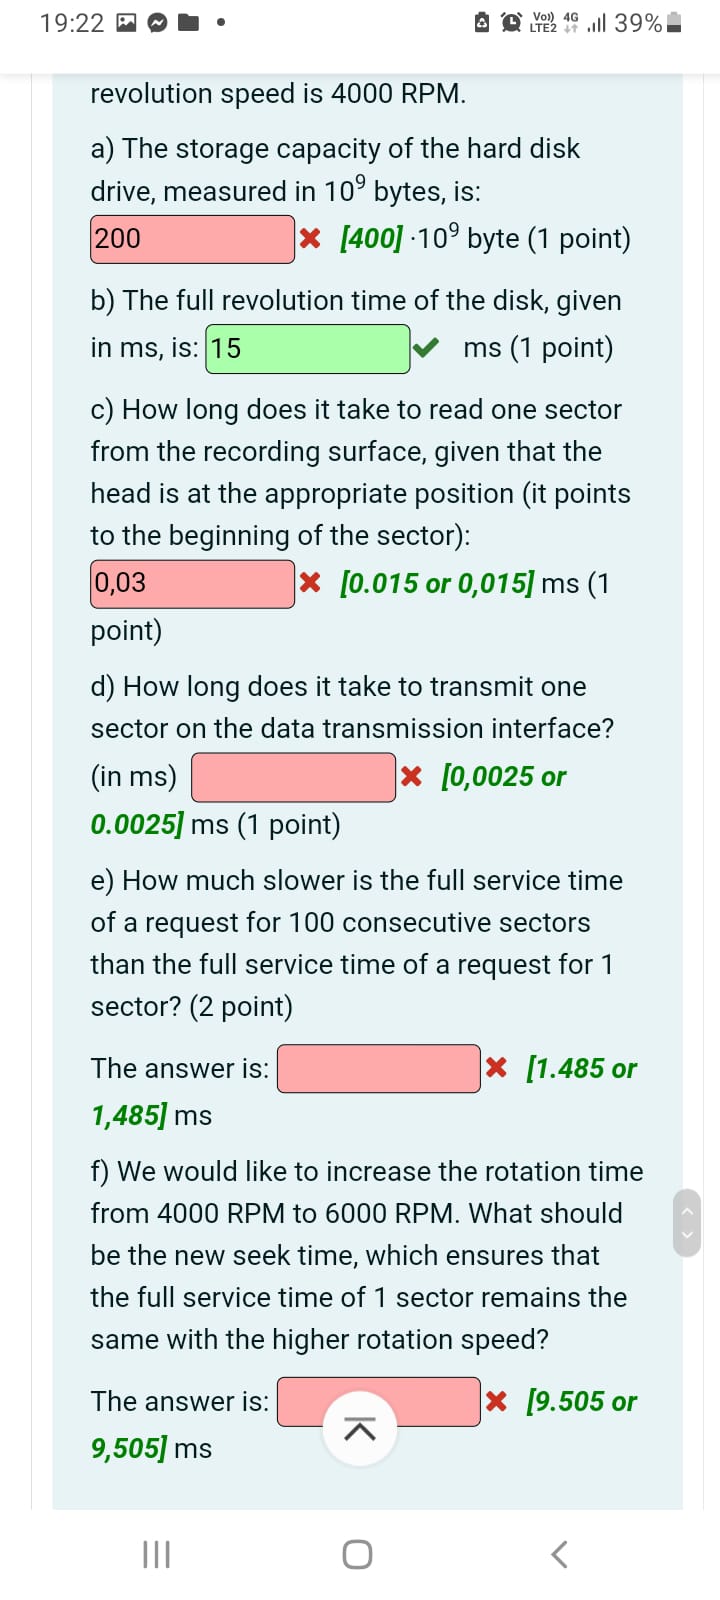 19:22
Vo)) 4G
LTE2
39%
revolution speed is 4000 RPM.
a) The storage capacity of the hard disk
drive, measured in 10⁹ bytes, is:
200 [400] ·10⁹ byte (1 point)
b) The full revolution time of the disk, given
in ms, is: 15 ms (1 point)
c) How long does it take to read one sector
from the recording surface, given that the
head is at the appropriate position (it points
to the beginning of the sector):
0,03 [0.015 or 0,015] ms (1
point)
d) How long does it take to transmit one
sector on the data transmission interface?
(in ms) [0,0025 or
0.0025] ms (1 point)
e) How much slower is the full service time
of a request for 100 consecutive sectors
than the full service time of a request for 1
sector? (2 point)
The answer is: [1.485 or
1,485] ms
f) We would like to increase the rotation time
from 4000 RPM to 6000 RPM. What should
be the new seek time, which ensures that
the full service time of 1 sector remains the
same with the higher rotation speed?
The answer is: [9.505 or
9,505] ms